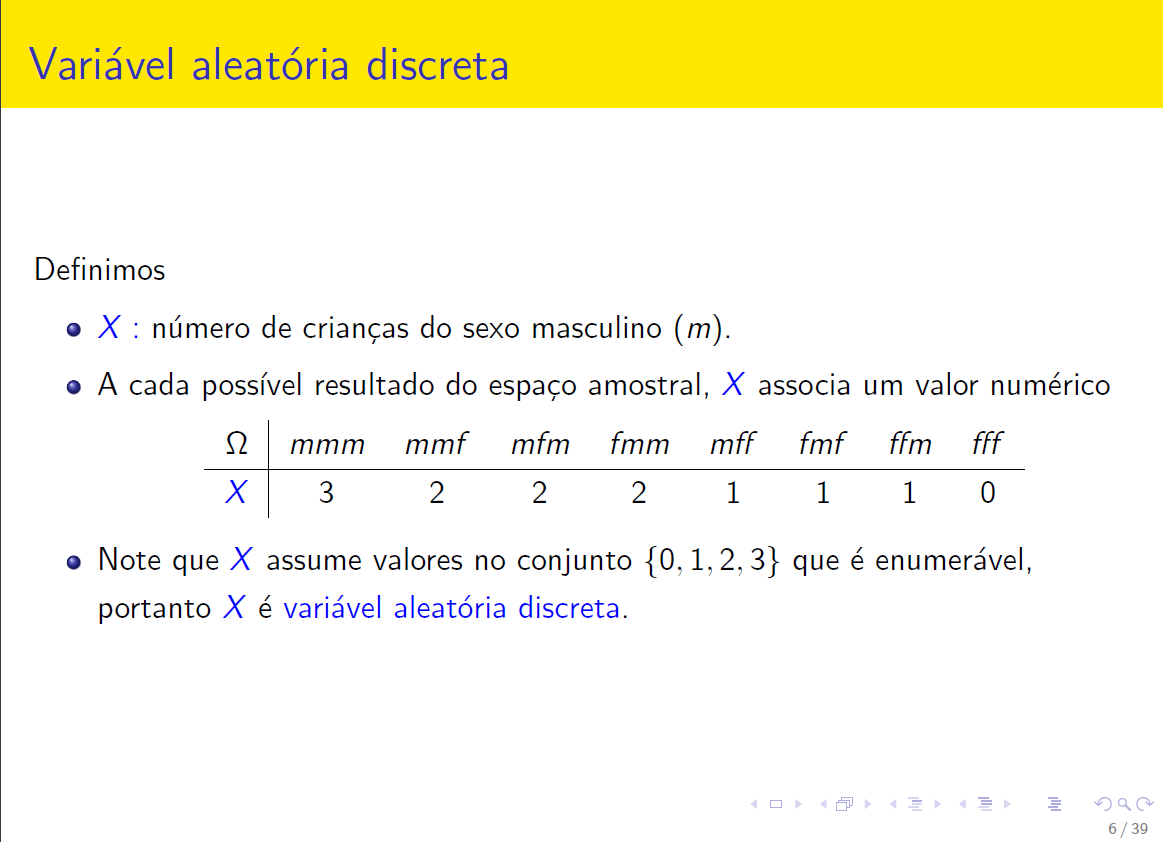 Variável aleatória discreta
Definimos
X : número de crianças do sexo masculino (m).
A cada possível resultado do espaço amostral, X associa um valor numérico
Ω mmm mmf mfm fmm mff fmf ffm fff
X 3 2 2 2 1 1 1 0
Note que X assume valores no conjunto {0, 1, 2, 3} que é enumerável,
portanto X é variável aleatória discreta.
6 / 39